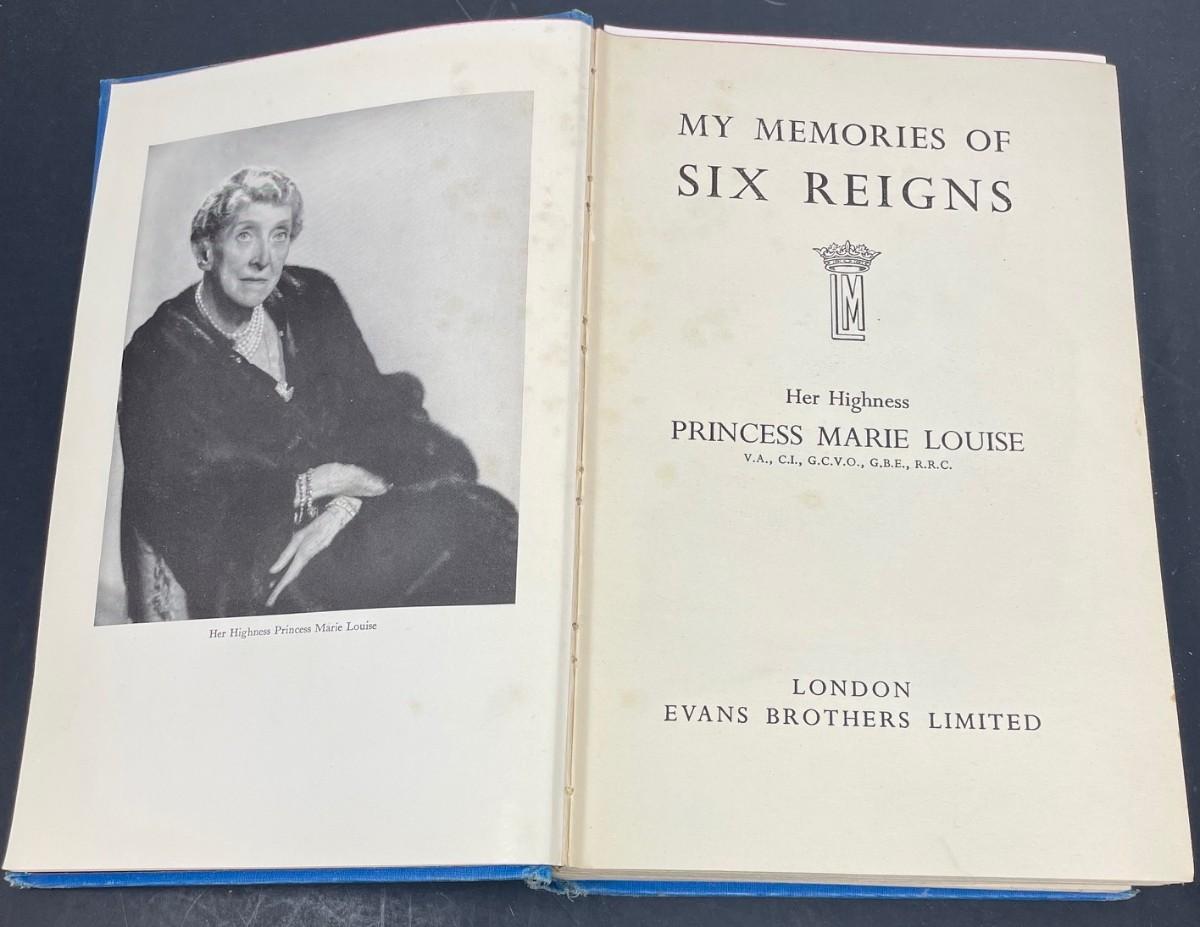 Her Highness Princess Marie Louise
MY MEMORIES OF
SIX REIGNS
LM
Her Highness
PRINCESS MARIE LOUISE
V.A., C.I., G.C.V.O., G.B.E., R.R.C.
LONDON
EVANS BROTHERS LIMITED